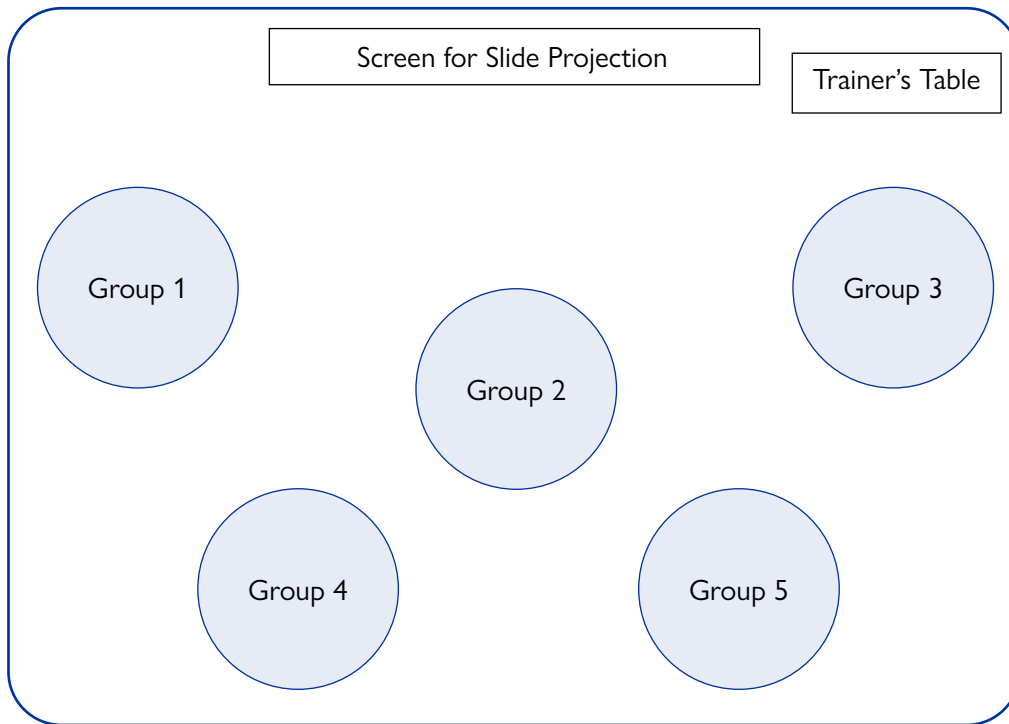 Screen for Slide Projection
Trainer’s Table
Group 1
Group 3
Group 2
Group 4
Group 5